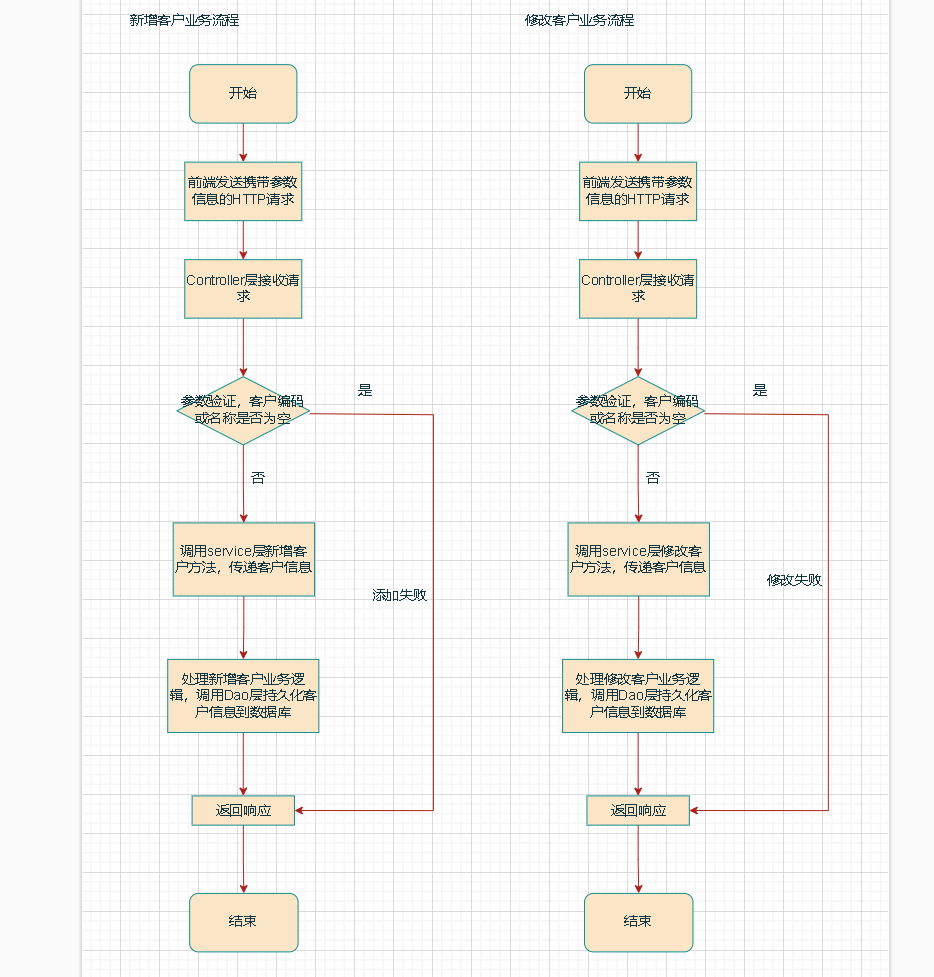 新增客户业务流程
开始
前端发送携带参数
信息的HTTP请求
Controller层接收请
求
参数验证，客户编码
或名称是否为空
是
否
调用service层新增客
户方法，传递客户信息
添加失败
处理新增客户业务逻
辑，调用Dao层持久化客
户信息到数据库
返回响应
结束
修改客户业务流程
开始
前端发送携带参数
信息的HTTP请求
Controller层接收请
求
参数验证，客户编码
或名称是否为空
是
否
调用service层修改客
户方法，传递客户信息
修改失败
处理修改客户业务逻
辑，调用Dao层持久化客
户信息到数据库
返回响应
结束